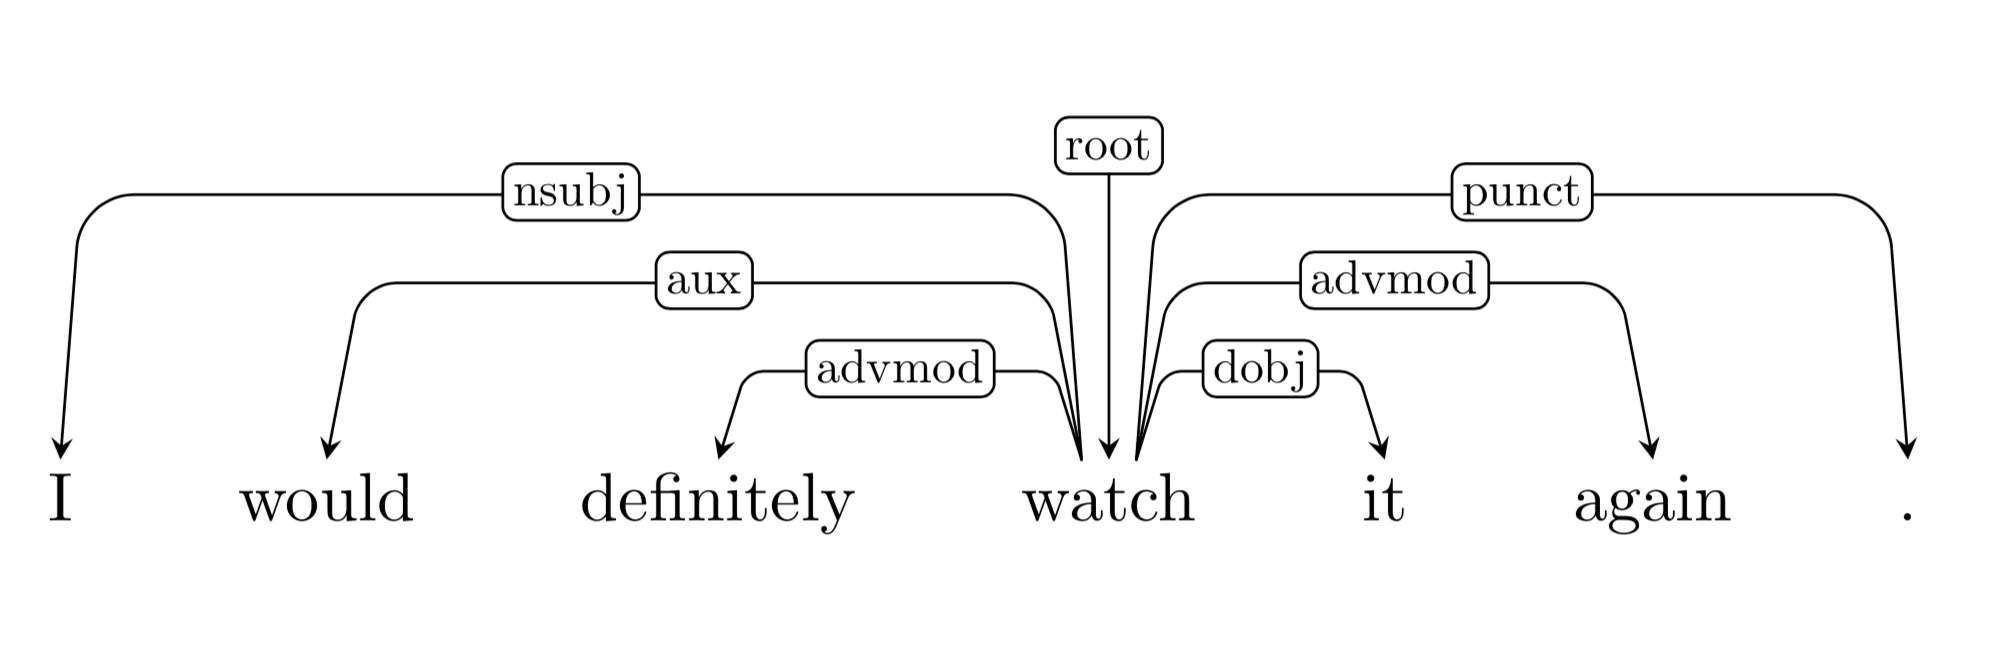 root
nsubj punct
aux advmod
advmod dobj
I would definitely watch it again .